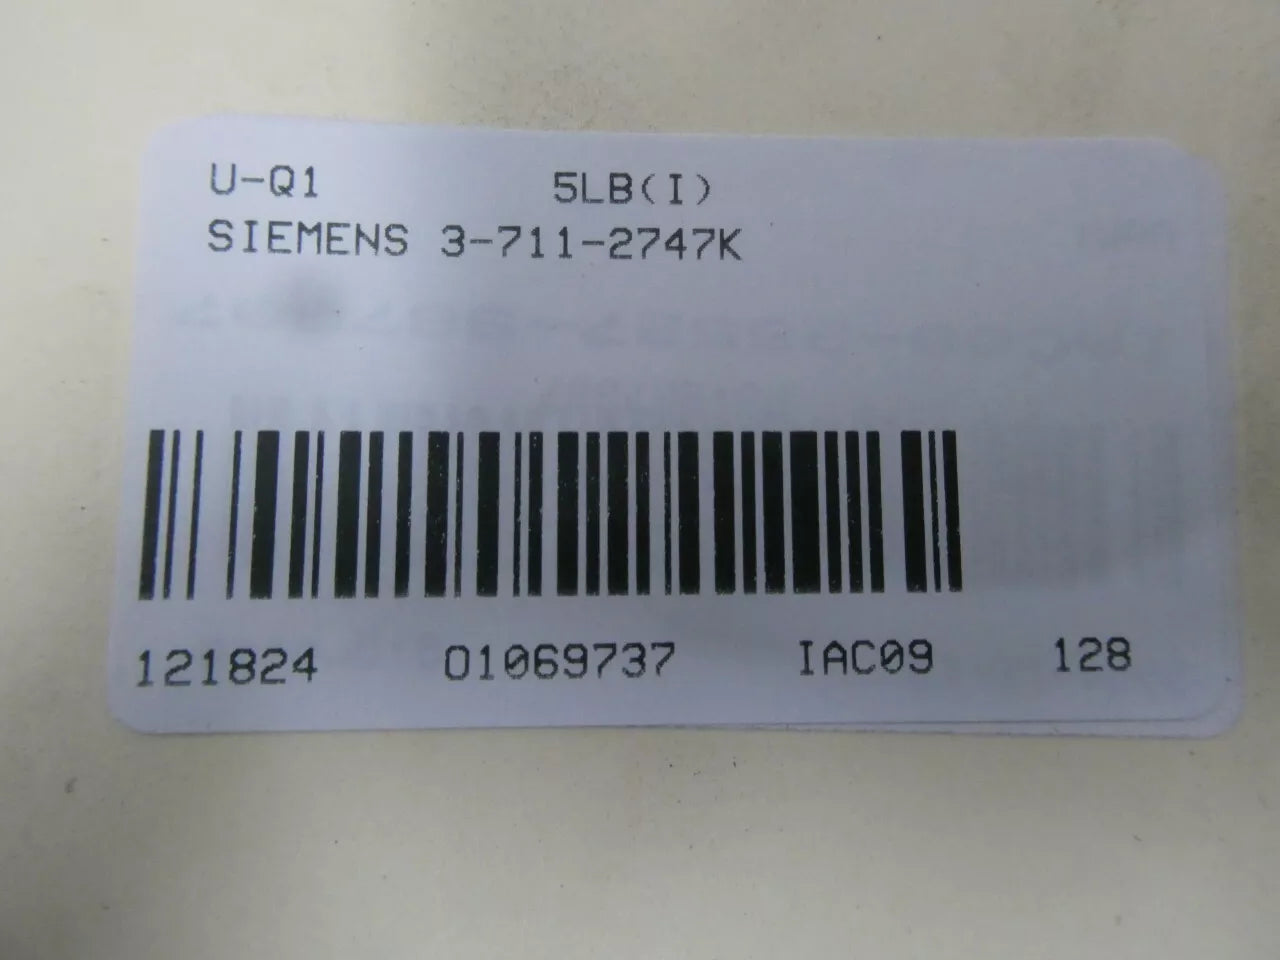 U-Q1 5LB(I)
SIEMENS 3-711-2747K
121824 01069737 IAC09 128